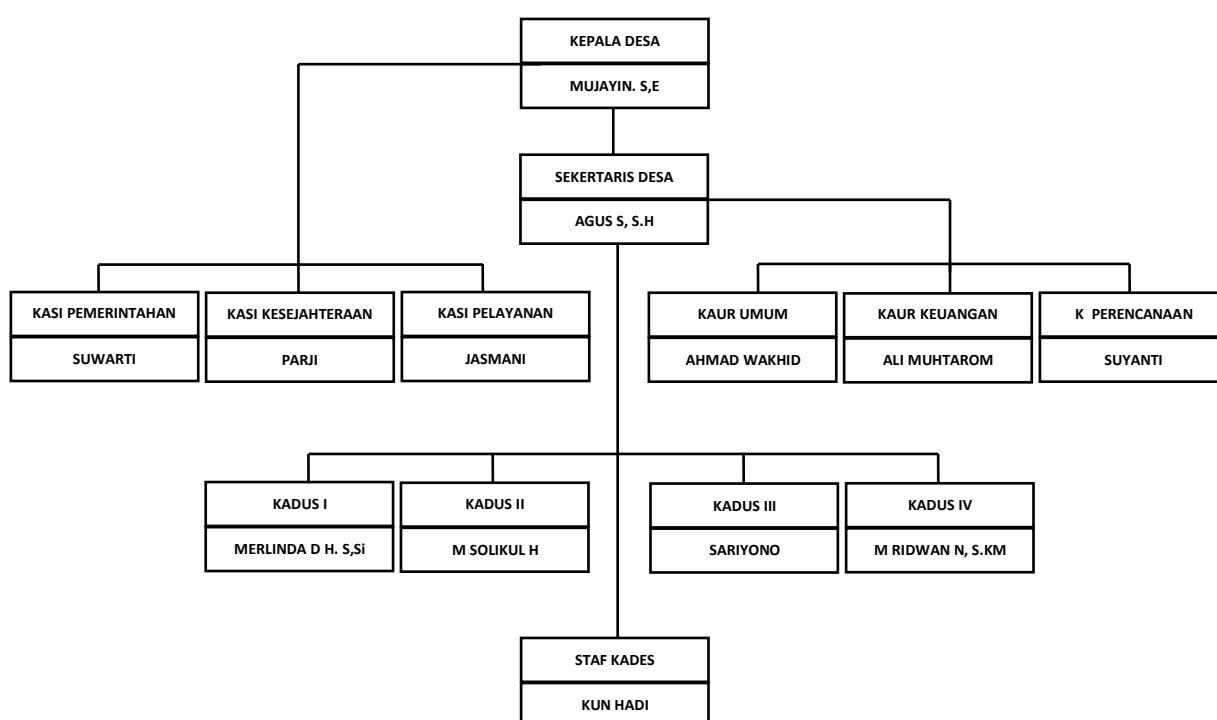 KEPALA DESA
MUJAYIN. S,E
SEKERTARIS DESA
AGUS S, S.H
KASI PEMERINTAHAN
SUWARTI
KASI KESEJAHTERAAN
PARJI
KASI PELAYANAN
JASMANI
KAUR UMUM
AHMAD WAKHID
KAUR KEUANGAN
ALI MUHTAROM
K  PERENCANAAN
SUYANTI
KADUS I
MERLINDA D H. S,Si
KADUS II
M SOLIKUL H
KADUS III
SARIYONO
KADUS IV
M RIDWAN N, S.KM
STAF KADES
KUN HADI